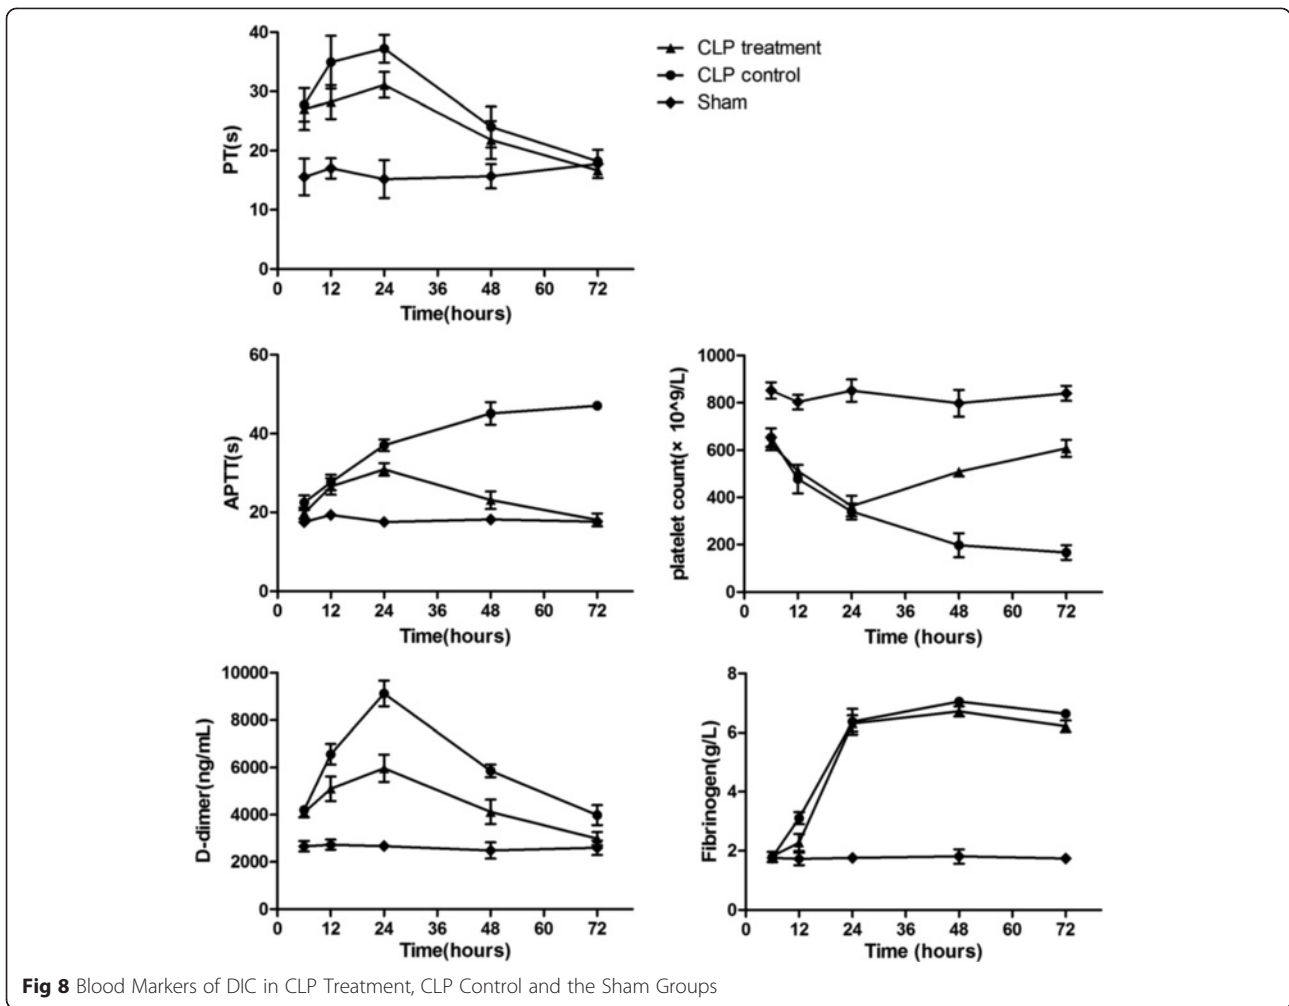 40
30
20
10
0
PT(s)
0 12 24 36 48 60 72
Time(hours)
CLP treatment
CLP control
Sham
60
40
20
0
APTT(s)
0 12 24 36 48 60 72
Time(hours)
1000
800
600
400
200
0
platelet count(× 10^9/L)
0 12 24 36 48 60 72
Time (hours)
10000
8000
6000
4000
2000
0
D-dimer(ng/mL)
0 12 24 36 48 60 72
Time(hours)
8
6
4
2
0
Fibrinogen(g/L)
0 12 24 36 48 60 72
Time (hours)
Fig 8 Blood Markers of DIC in CLP Treatment, CLP Control and the Sham Groups